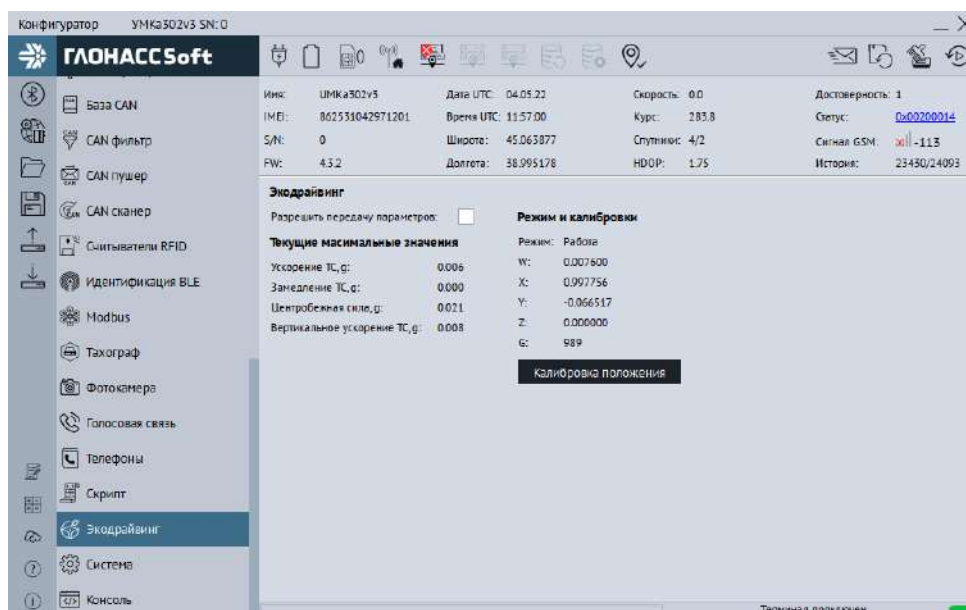 Конфигуратор УМКа302v3 SN: 0
ГЛОНАССSoft
0
База CAN
CAN фильтр
CAN пушер
CAN сканер
Считыватели RFID
Идентификация BLE
Modbus
Тахограф
Фотокамера
Голосовая связь
Телефоны
Скрипт
Экодрайвинг
Система
Консоль
Имя: UMKa302v3 Дата UTC: 04.05.22 Скорость: 0.0 Достоверность: 1
IMEI: 862531042971201 Время UTC: 11:57:00 Курс: 283.8 Статус: 0x00200014
S/N: 0 Широта: 45.063877 Спутники: 4/2 Сигнал GSM: -113
FW: 4.3.2 Долгота: 38.995178 HDOP: 1.75 История: 23430/24093
Экодрайвинг
Разрешить передачу параметров:
Текущие масимальные значения
Ускорение ТС, g: 0.006
Замедление ТС, g: 0.000
Центробежная сила, g: 0.021
Вертикальное ускорение ТС, g: 0.008
Режим и калибровки
Режим: Работа
W: 0.007600
X: 0.997756
Y: -0.066517
Z: 0.000000
G: 989
Калибровка положения
Терминал подключен